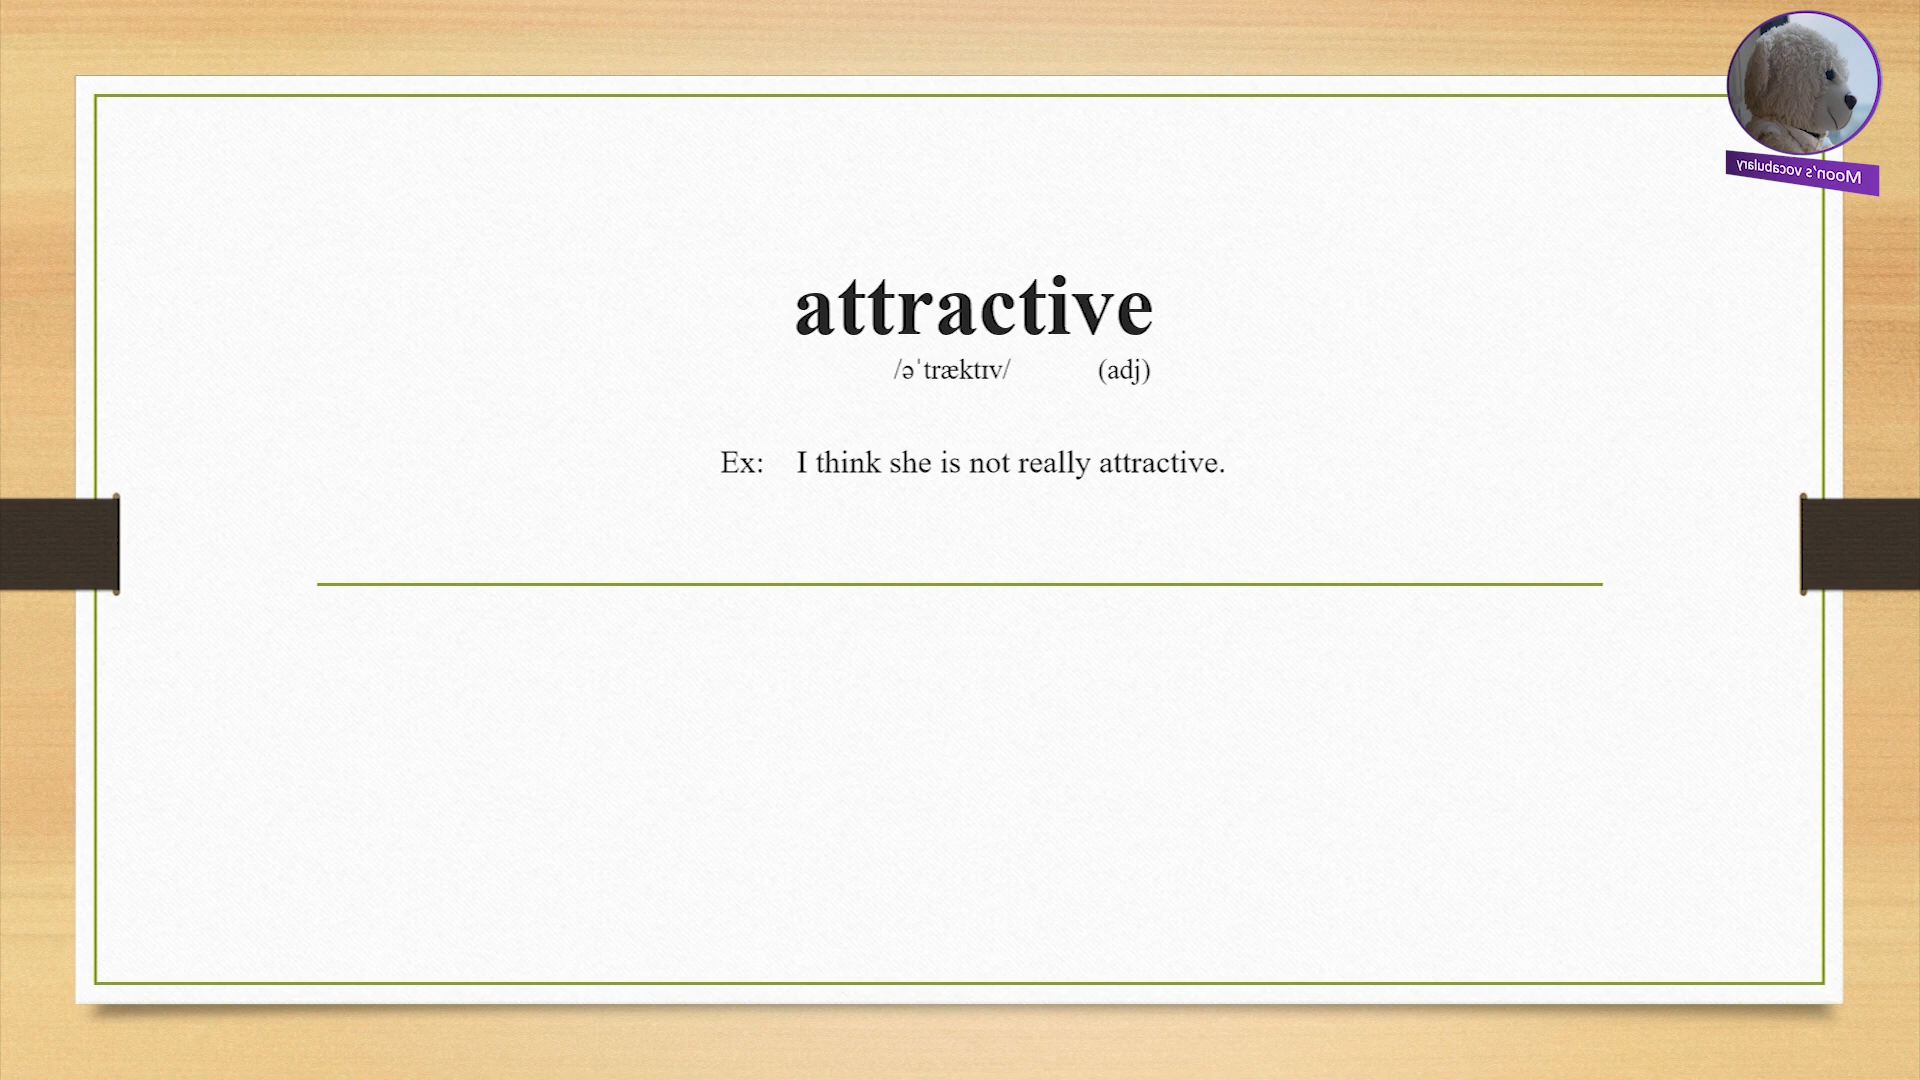 Moon's vocabulary
attractive
/əˈtræktɪv/ (adj)
Ex: I think she is not really attractive.